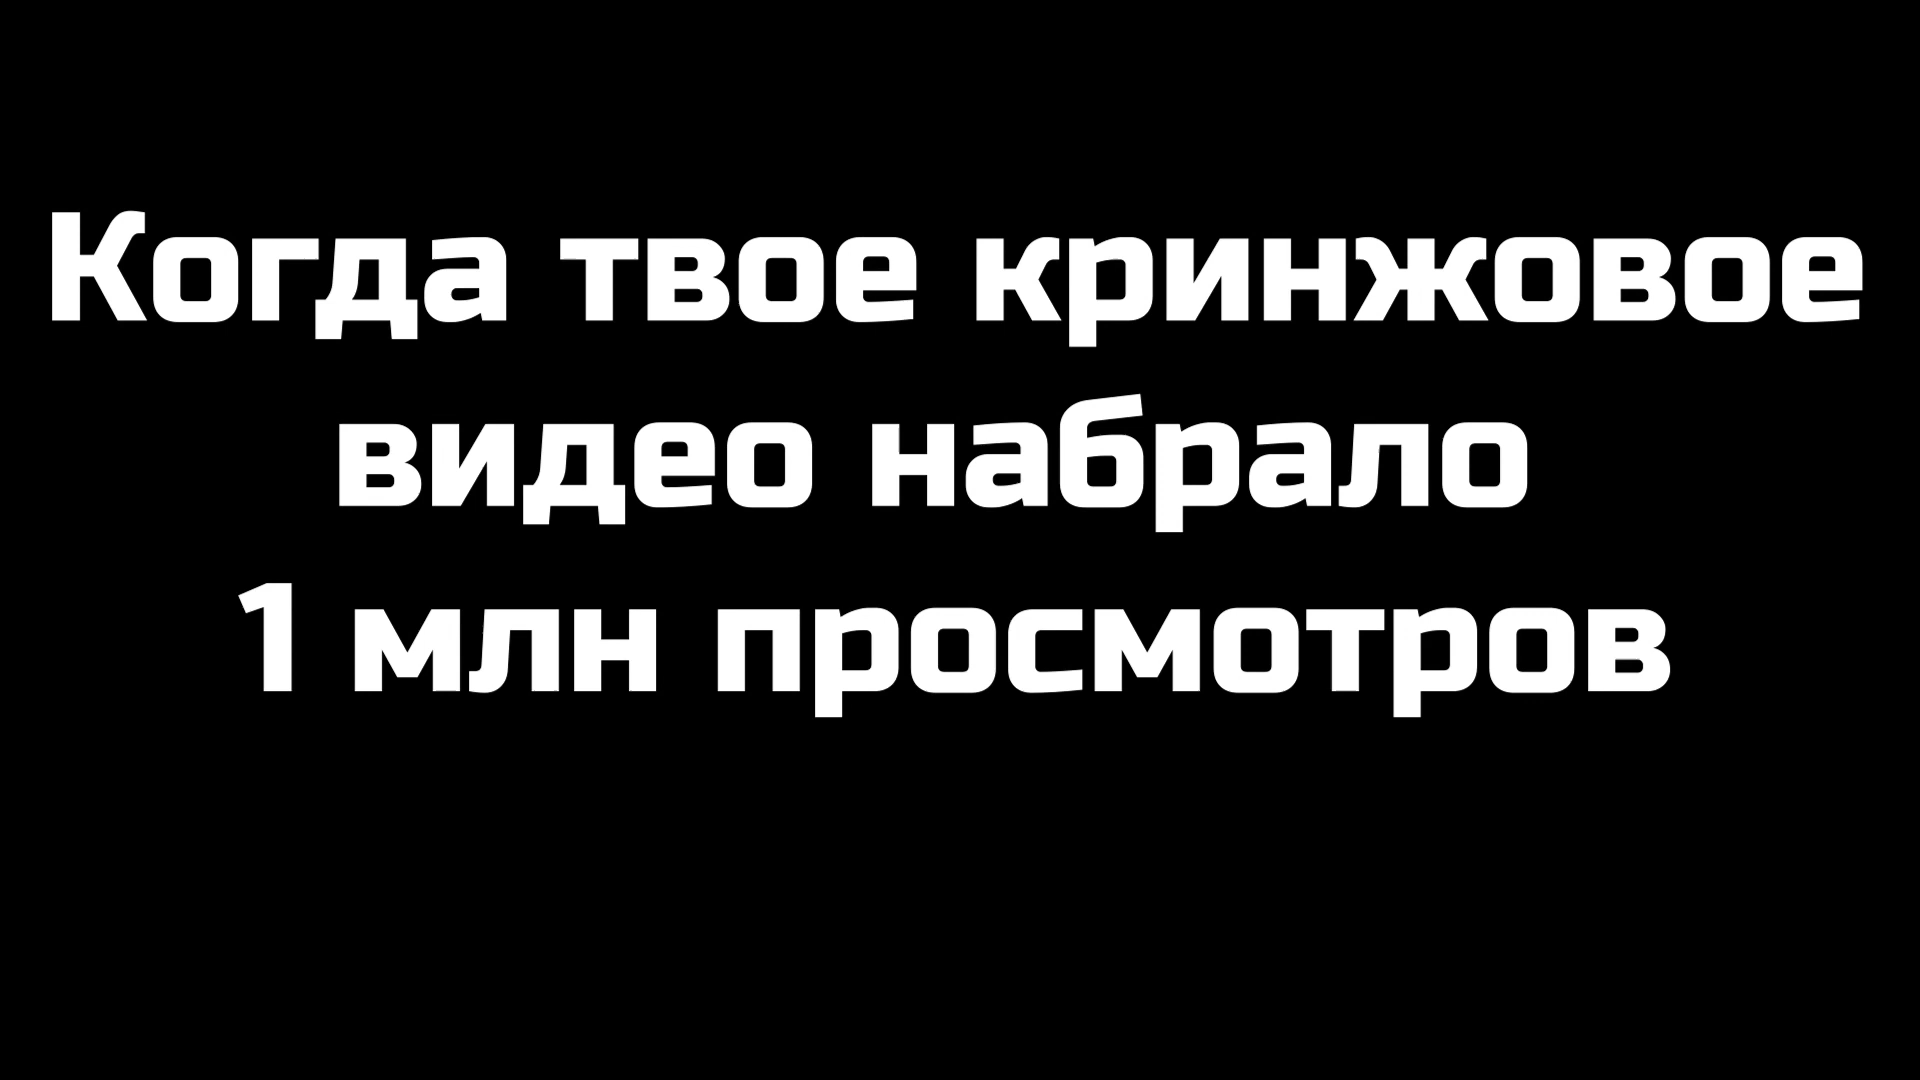 Когда твое кринжовое
видео набрало
1 млн просмотров